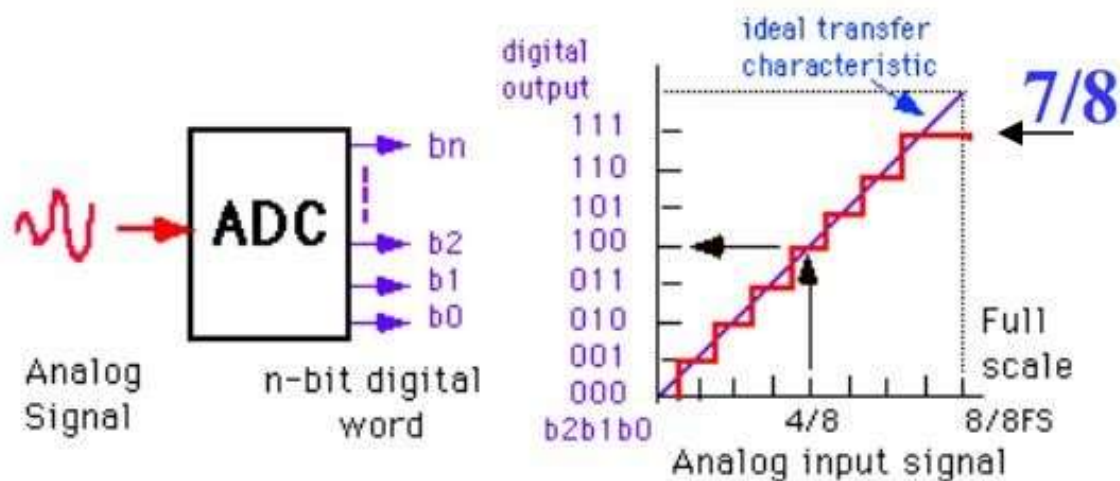 ADC
bn
b2
b1
b0
Analog
Signal
n-bit digital
word
digital
output
ideal transfer
characteristic
7/8
111
110
101
100
011
010
001
000
b2b1b0
4/8
8/8FS
Full
scale
Analog input signal